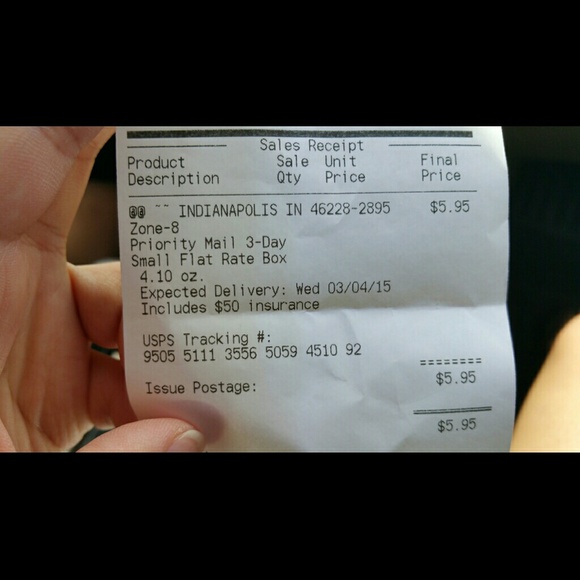 Sales Receipt
Product Sale Unit Final
Description Qty Price Price
@@ ~~ INDIANAPOLIS IN 46228-2895 $5.95
Zone-8
Priority Mail 3-Day
Small Flat Rate Box
4.10 oz.
Expected Delivery: Wed 03/04/15
Includes $50 insurance
USPS Tracking #:
9505 5111 3556 5059 4510 92
========
Issue Postage: $5.95
$5.95